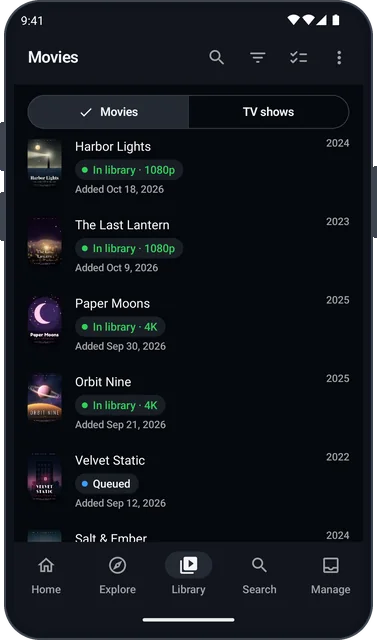 9:41
Movies
Movies
TV shows
Harbor Lights
2024
In library · 1080p
Added Oct 18, 2026
The Last Lantern
2023
In library · 1080p
Added Oct 9, 2026
Paper Moons
2025
In library · 4K
Added Sep 30, 2026
Paper Moons
Orbit Nine
2025
In library · 4K
Added Sep 21, 2026
ORBIT NINE
Velvet Static
2022
Queued
Added Sep 12, 2026
VELVET
STATIC
Salt & Ember
2024
Home
Explore
Library
Search
Manage